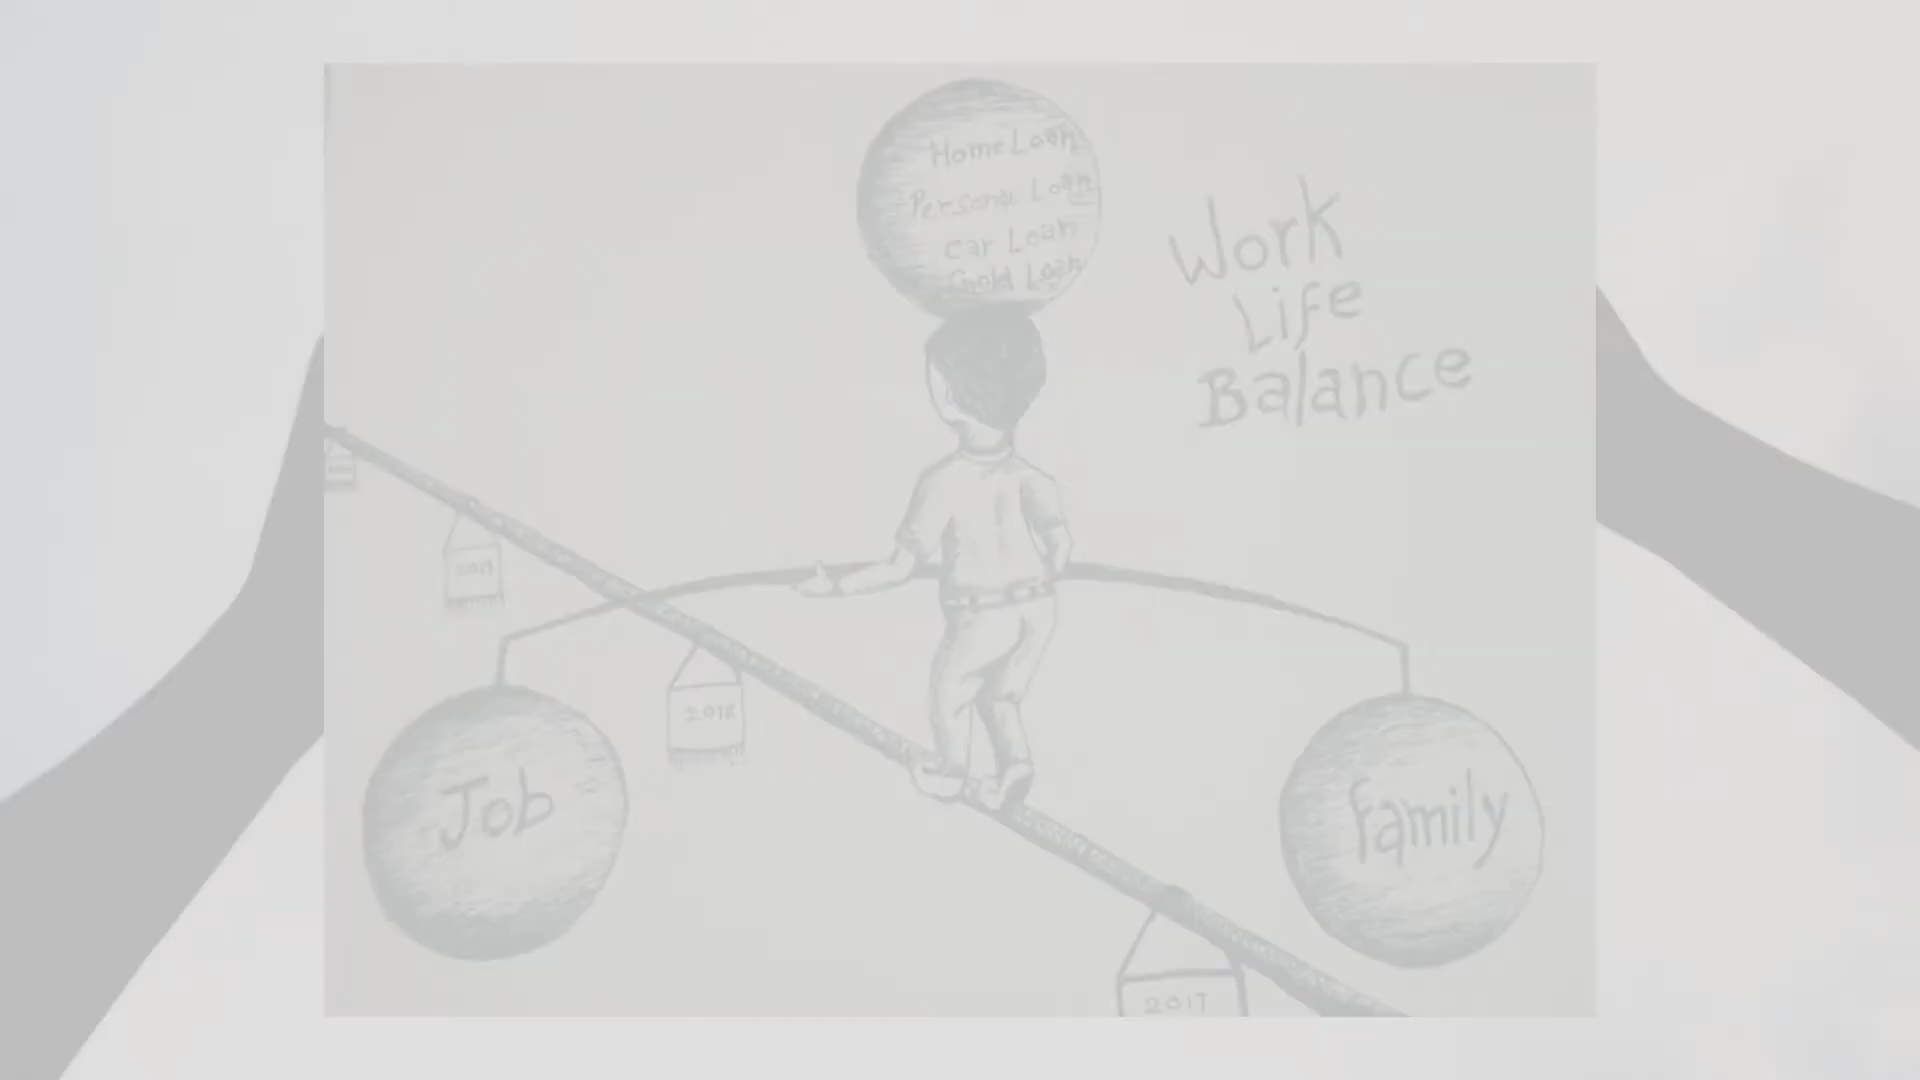 Home Loan
Personal Loan
Car Loan
Gold Loan
Work
Life
Balance
2018
Job
Family
2017